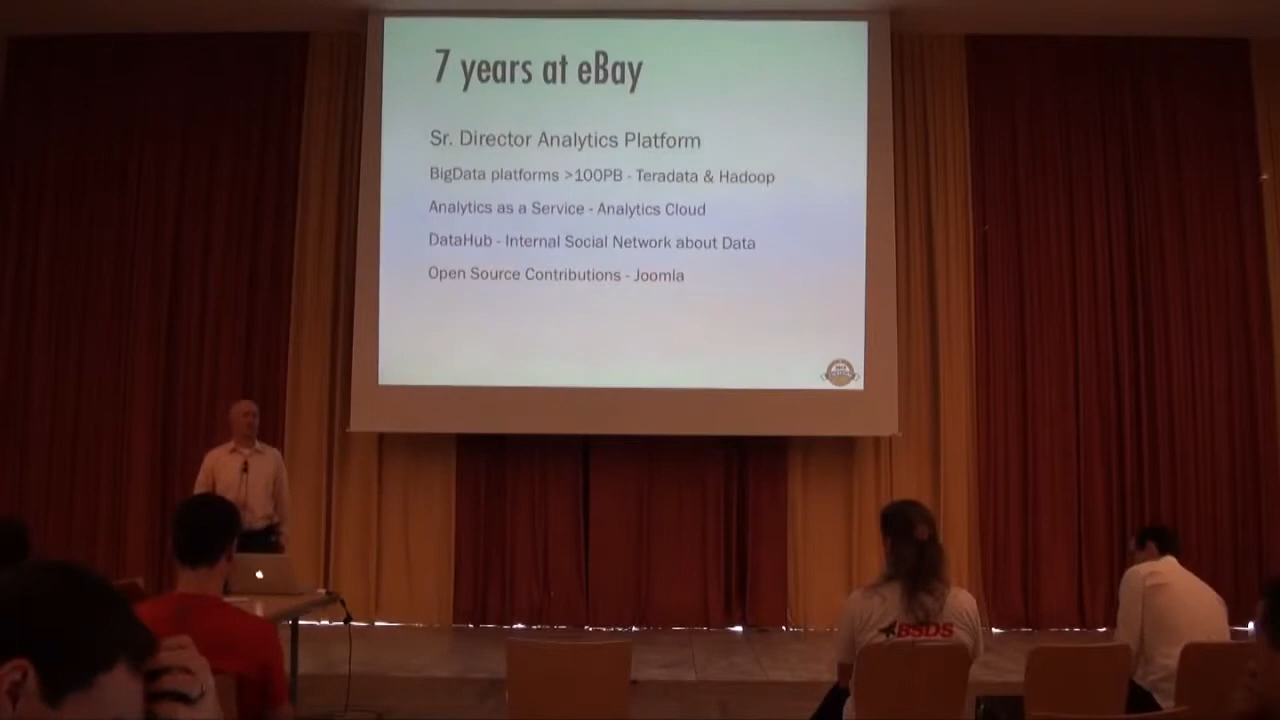 7 years at eBay
Sr. Director Analytics Platform
BigData platforms >100PB - Teradata & Hadoop
Analytics as a Service - Analytics Cloud
DataHub - Internal Social Network about Data
Open Source Contributions - Joomla
BSDS